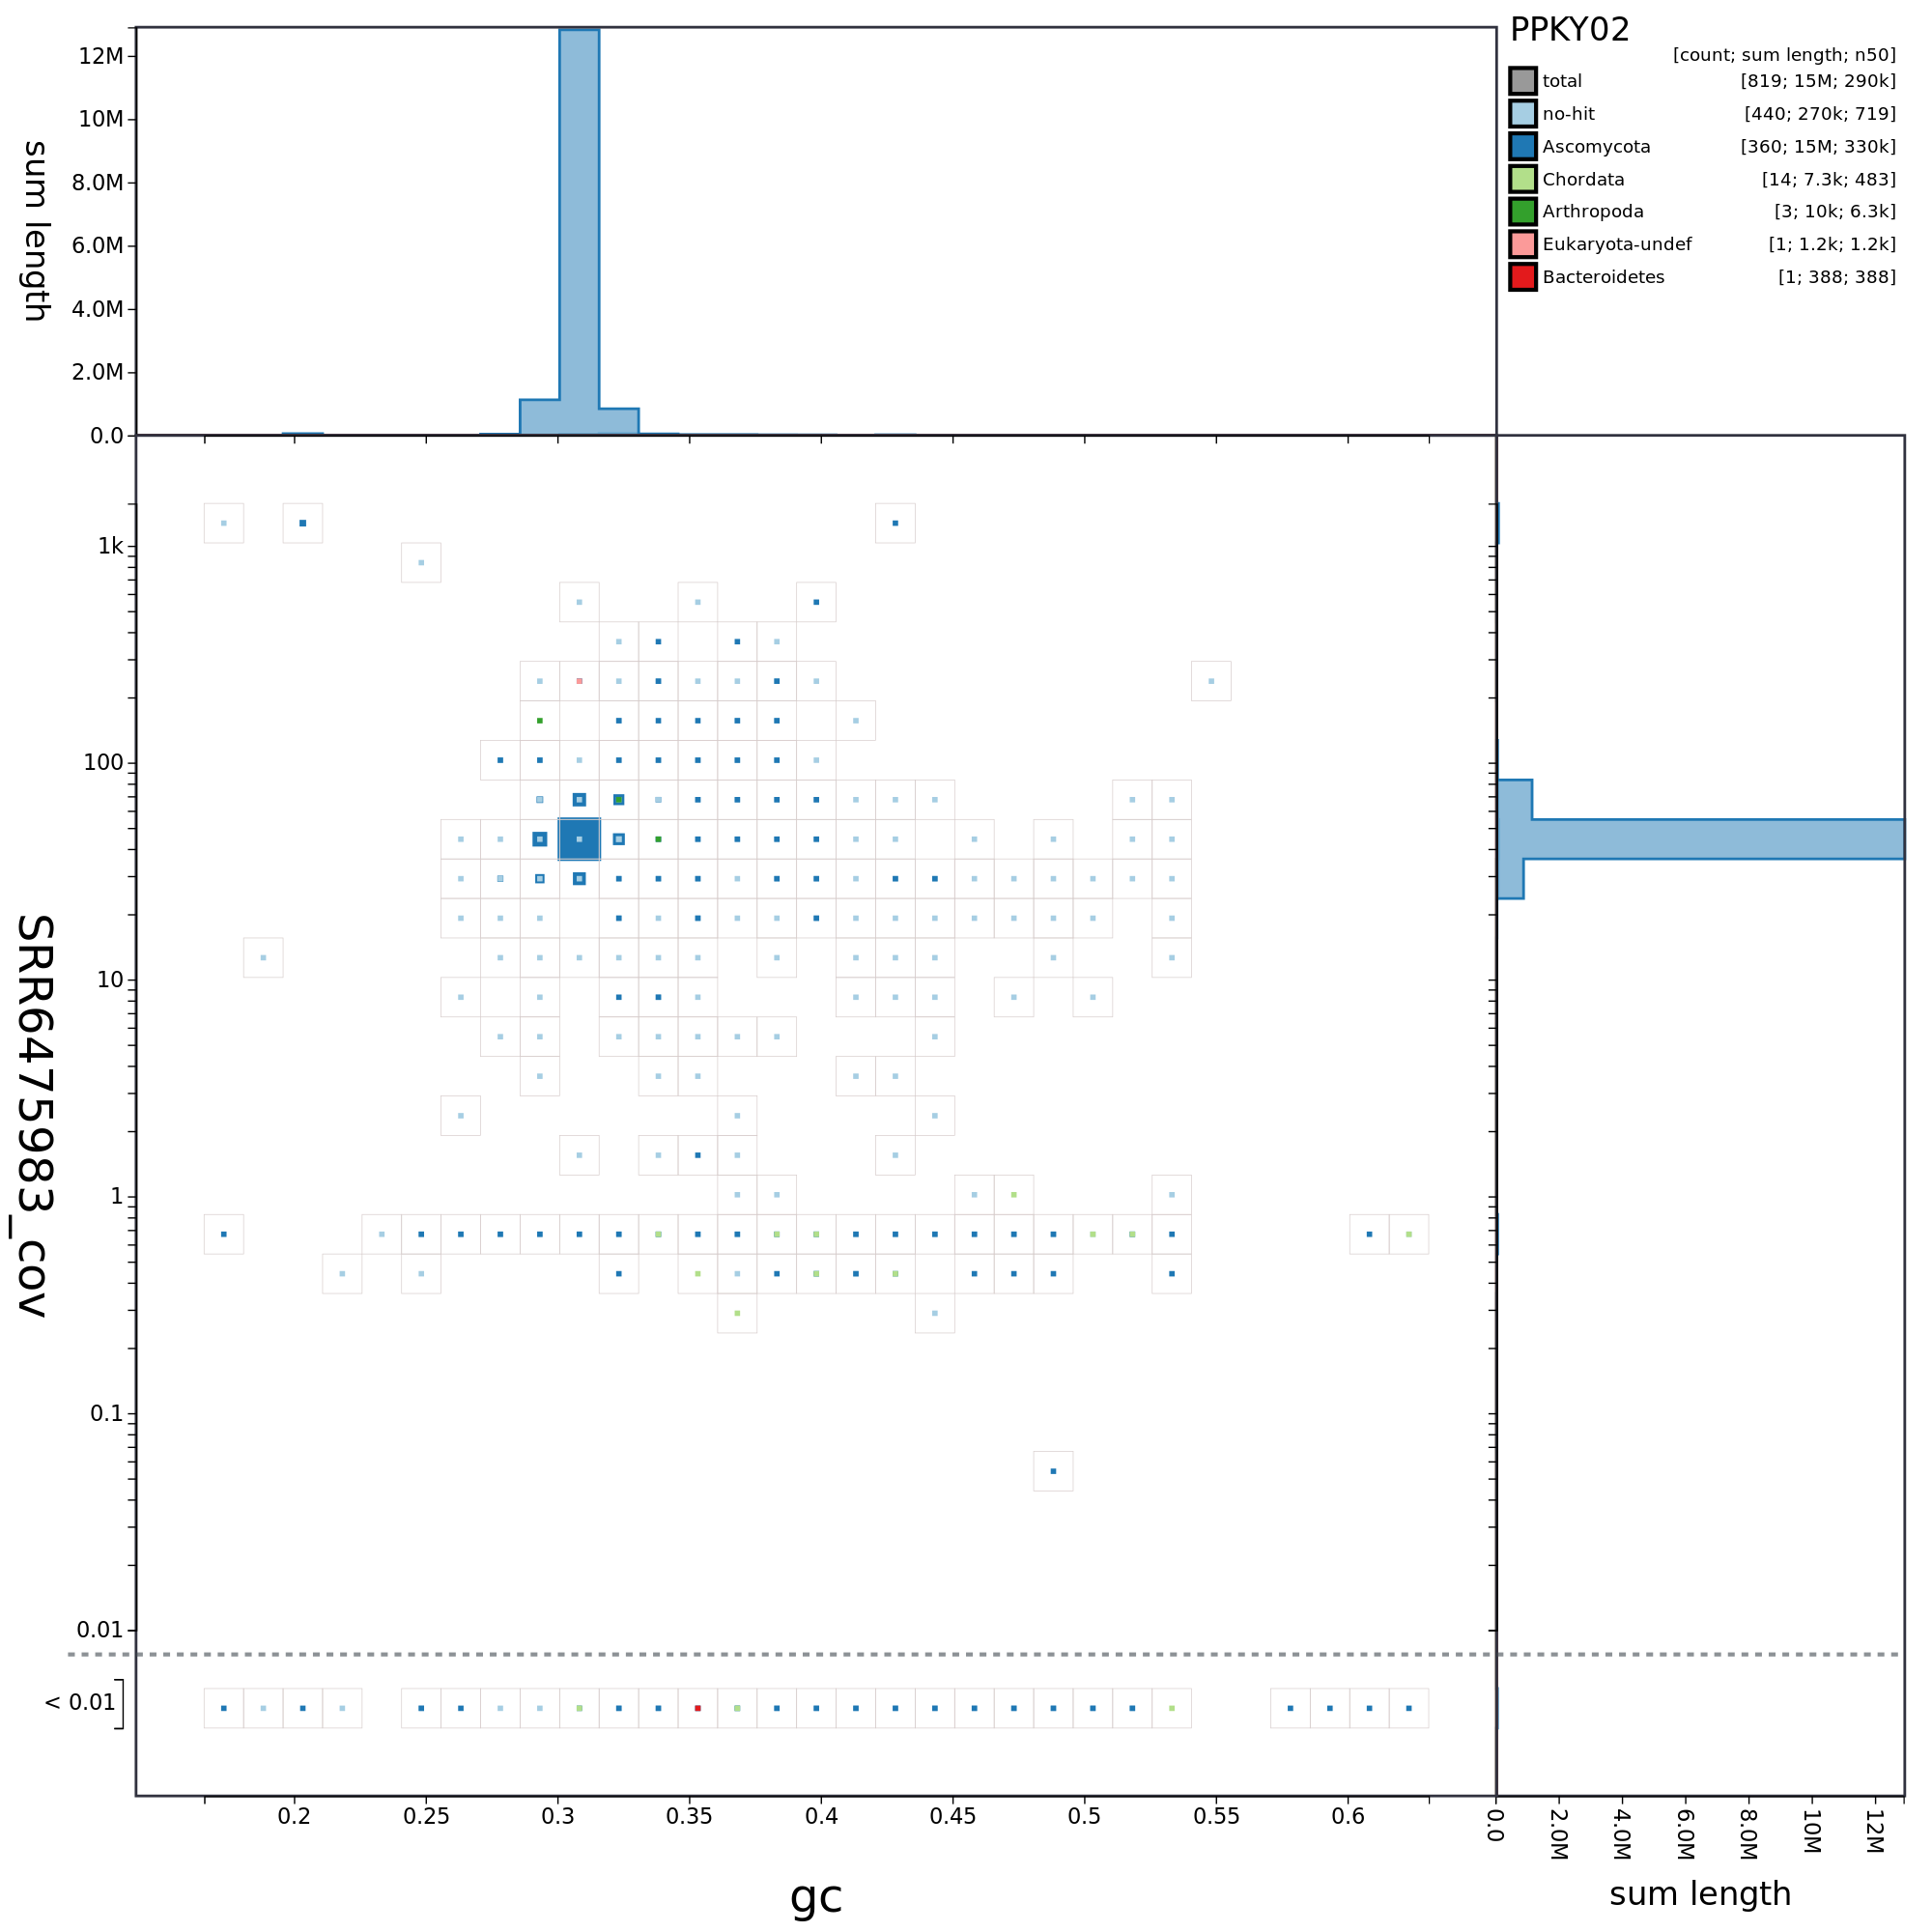 PPKY02
[count; sum length; n50]
total [819; 15M; 290k]
no-hit [440; 270k; 719]
Ascomycota [360; 15M; 330k]
Chordata [14; 7.3k; 483]
Arthropoda [3; 10k; 6.3k]
Eukaryota-undef [1; 1.2k; 1.2k]
Bacteroidetes [1; 388; 388]
sum length
12M
10M
8.0M
6.0M
4.0M
2.0M
0.0
SRR6475983_cov
1k
100
10
1
0.1
0.01
< 0.01
0.2 0.25 0.3 0.35 0.4 0.45 0.5 0.55 0.6
gc
0.0 2.0M 4.0M 6.0M 8.0M 10M 12M
sum length